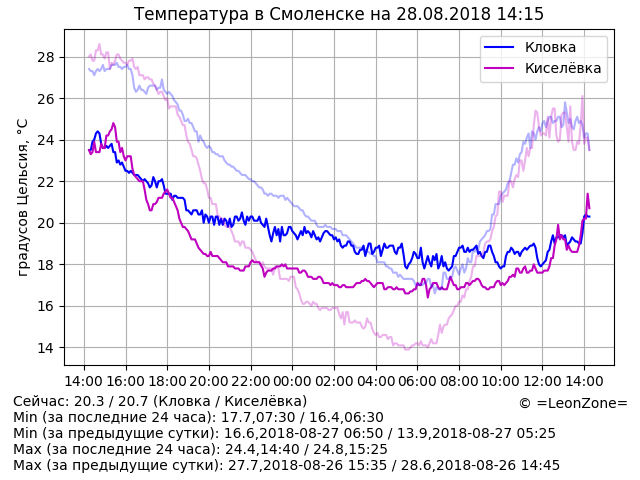 Температура в Смоленске на 28.08.2018 14:15
Кловка
Киселёвка
градусов Цельсия, °C
28
26
24
22
20
18
16
14
14:00 16:00 18:00 20:00 22:00 00:00 02:00 04:00 06:00 08:00 10:00 12:00 14:00
Сейчас: 20.3 / 20.7 (Кловка / Киселёвка)
© =LeonZone=
Min (за последние 24 часа): 17.7,07:30 / 16.4,06:30
Min (за предыдущие сутки): 16.6,2018-08-27 06:50 / 13.9,2018-08-27 05:25
Max (за последние 24 часа): 24.4,14:40 / 24.8,15:25
Max (за предыдущие сутки): 27.7,2018-08-26 15:35 / 28.6,2018-08-26 14:45